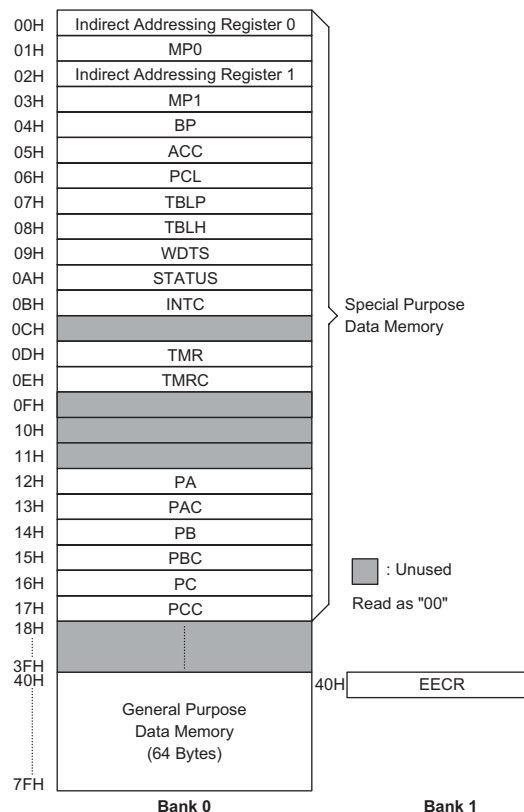 00H Indirect Addressing Register 0
01H MP0
02H Indirect Addressing Register 1
03H MP1
04H BP
05H ACC
06H PCL
07H TBLP
08H TBLH
09H WDTS
0AH STATUS
0BH INTC
Special Purpose
Data Memory
0CH
0DH TMR
0EH TMRC
0FH
10H
11H
12H PA
13H PAC
14H PB
15H PBC
16H PC
17H PCC
: Unused
Read as "00"
18H
3FH
40H
General Purpose
Data Memory
(64 Bytes)
7FH
40H EECR
Bank 0
Bank 1